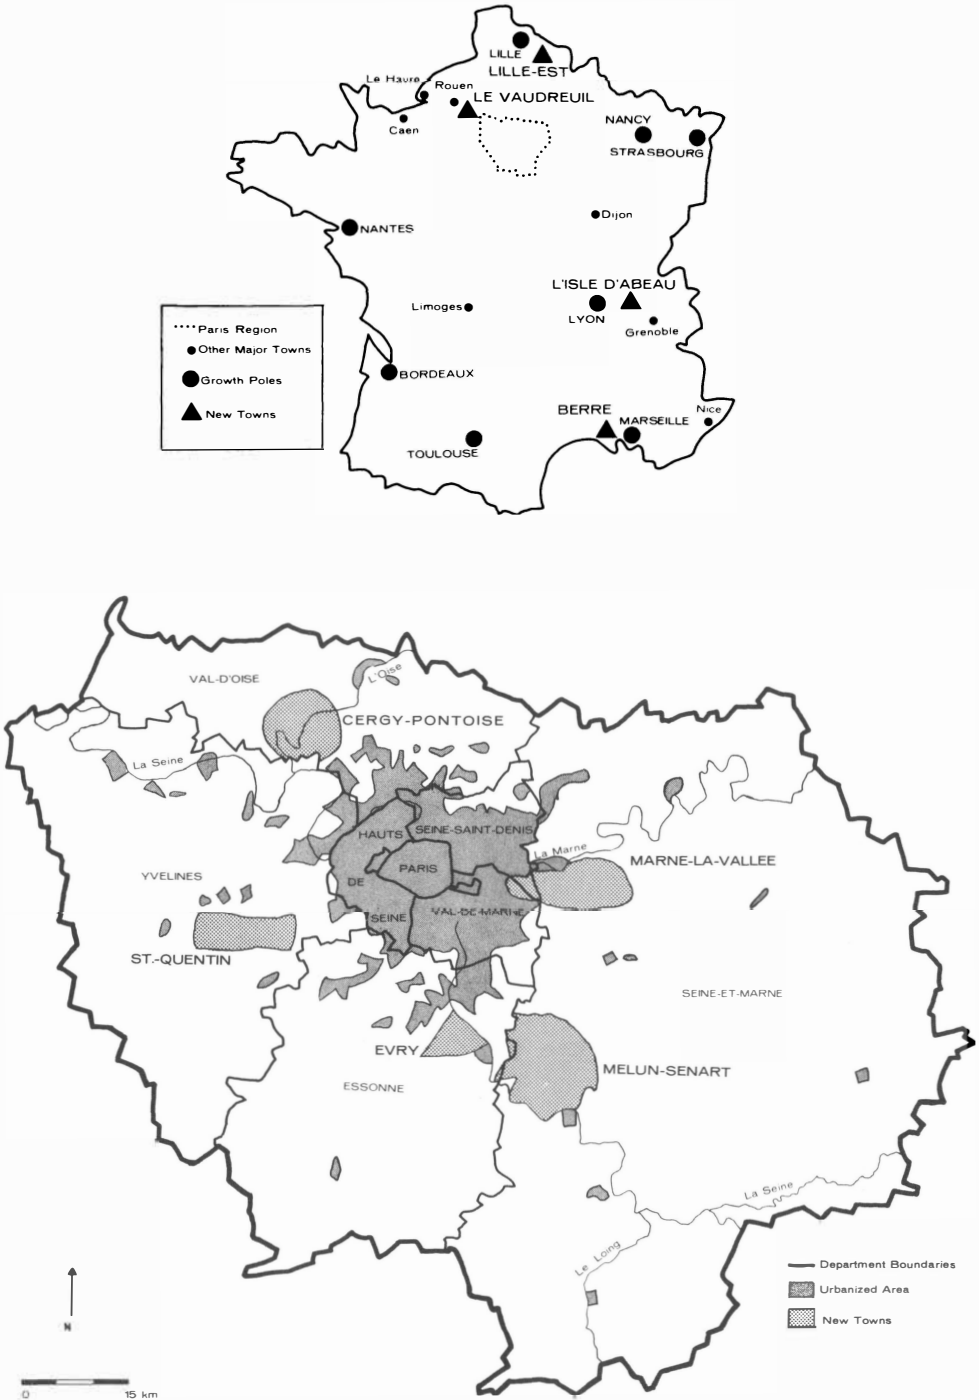 LILLE
LILLE-EST
Le Havre
Rouen
LE VAUDREUIL
Caen
NANCY
STRASBOURG
Dijon
NANTES
L'ISLE D'ABEAU
Limoges
LYON
Grenoble
Paris Region
Other Major Towns
Growth Poles
New Towns
BORDEAUX
BERRE
MARSEILLE
Nice
TOULOUSE
VAL-D'OISE
L'Oise
CERGY-PONTOISE
La Seine
HAUTS
SEINE-SAINT-DENIS
La Marne
MARNE-LA-VALLEE
PARIS
YVELINES
DE
SEINE
VAL-DE-MARNE
ST.-QUENTIN
SEINE-ET-MARNE
EVRY
MELUN-SENART
ESSONNE
La Seine
Le Loing
Department Boundaries
Urbanized Area
New Towns
N
0 15 km